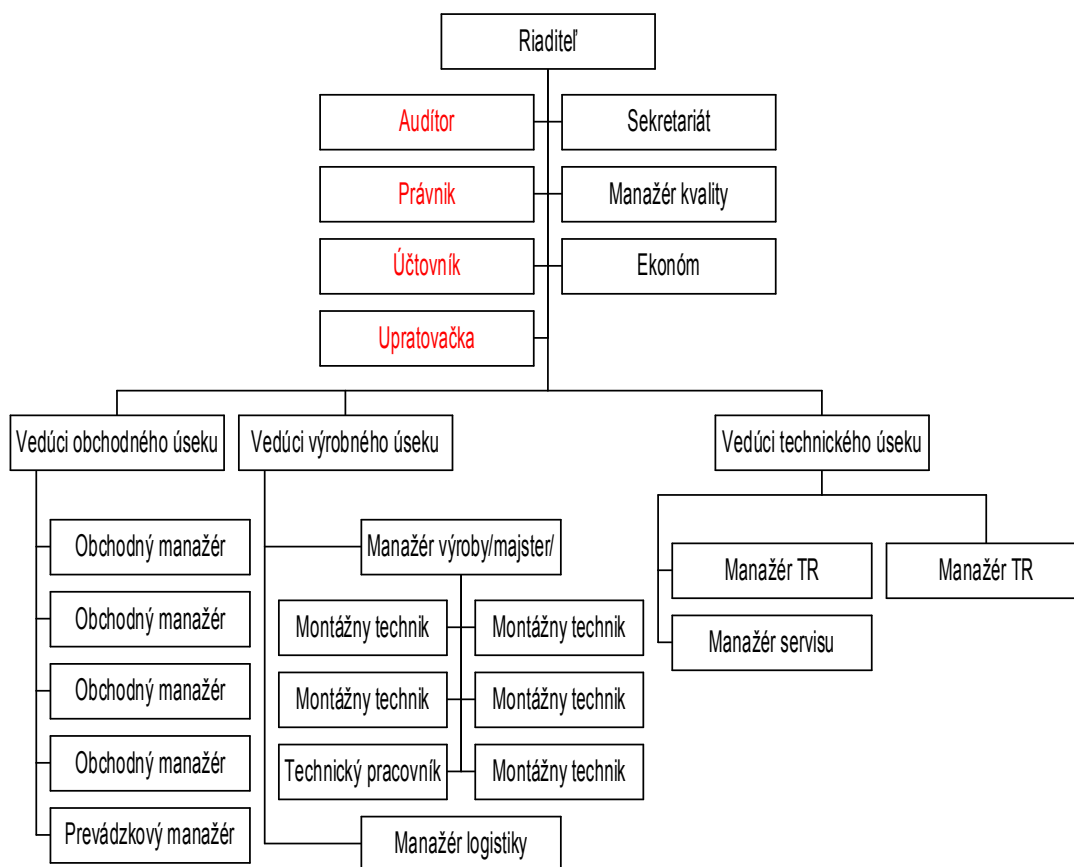 Riaditeľ
Audítor
Sekretariát
Právnik
Manažér kvality
Účtovník
Ekonóm
Upratovačka
Vedúci obchodného úseku
Vedúci výrobného úseku
Vedúci technického úseku
Obchodný manažér
Obchodný manažér
Obchodný manažér
Obchodný manažér
Prevádzkový manažér
Manažér výroby/majster/
Montážny technik
Montážny technik
Montážny technik
Montážny technik
Technický pracovník
Montážny technik
Manažér logistiky
Manažér TR
Manažér TR
Manažér servisu